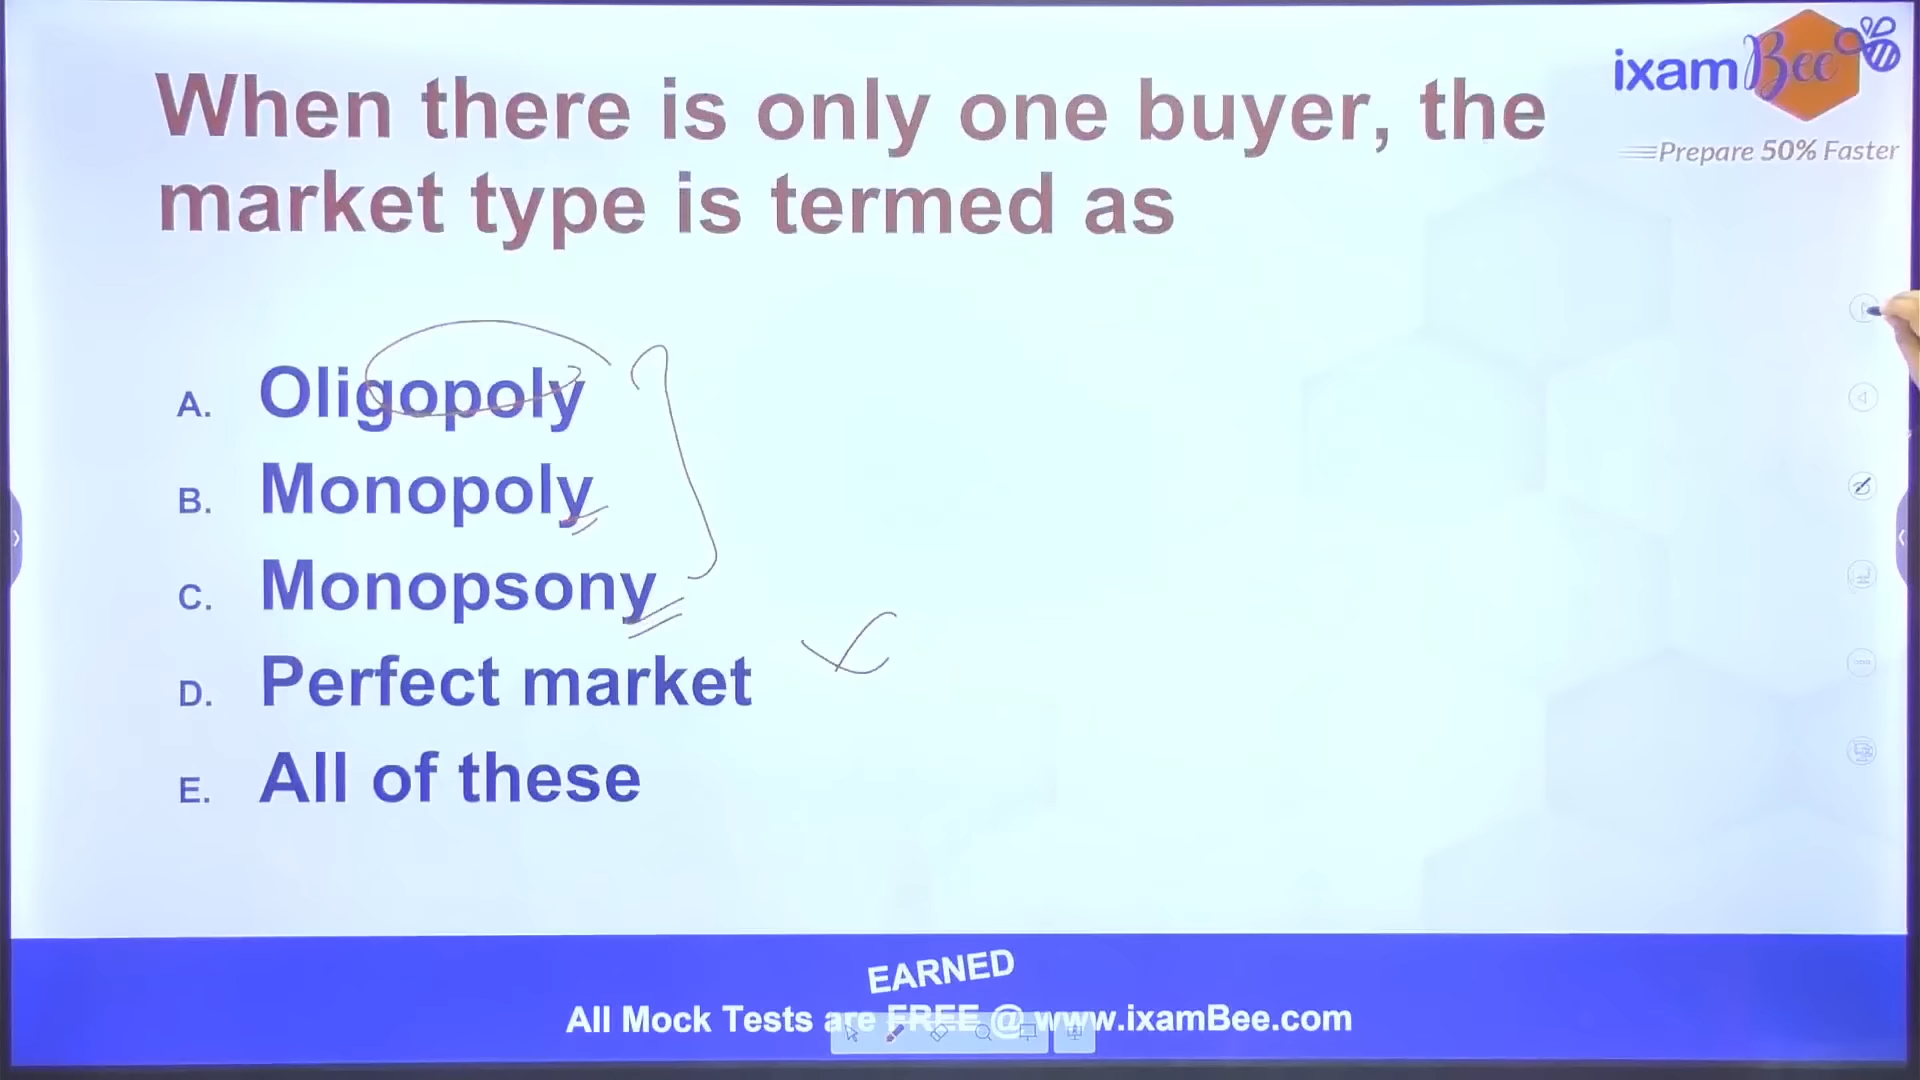 ixamBee
Prepare 50% Faster
When there is only one buyer, the
market type is termed as
A. Oligopoly
B. Monopoly
C. Monopsony
D. Perfect market
E. All of these
EARNED
All Mock Tests are FREE @ www.ixamBee.com